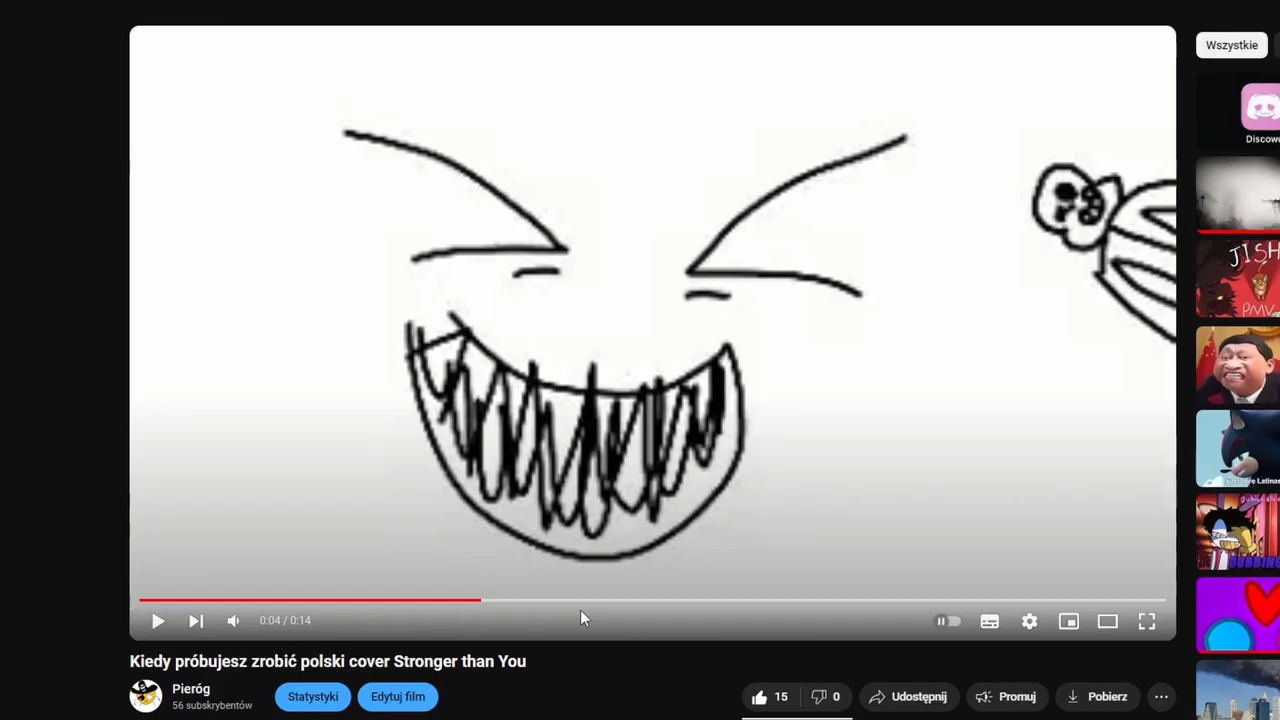 Wszystkie
Discow
JISH
PMV
0:04 / 0:14
Kiedy próbujesz zrobić polski cover Stronger than You
Pieróg
56 subskrybentów
Statystyki
Edytuj film
15
0
Udostępnij
Promuj
Pobierz